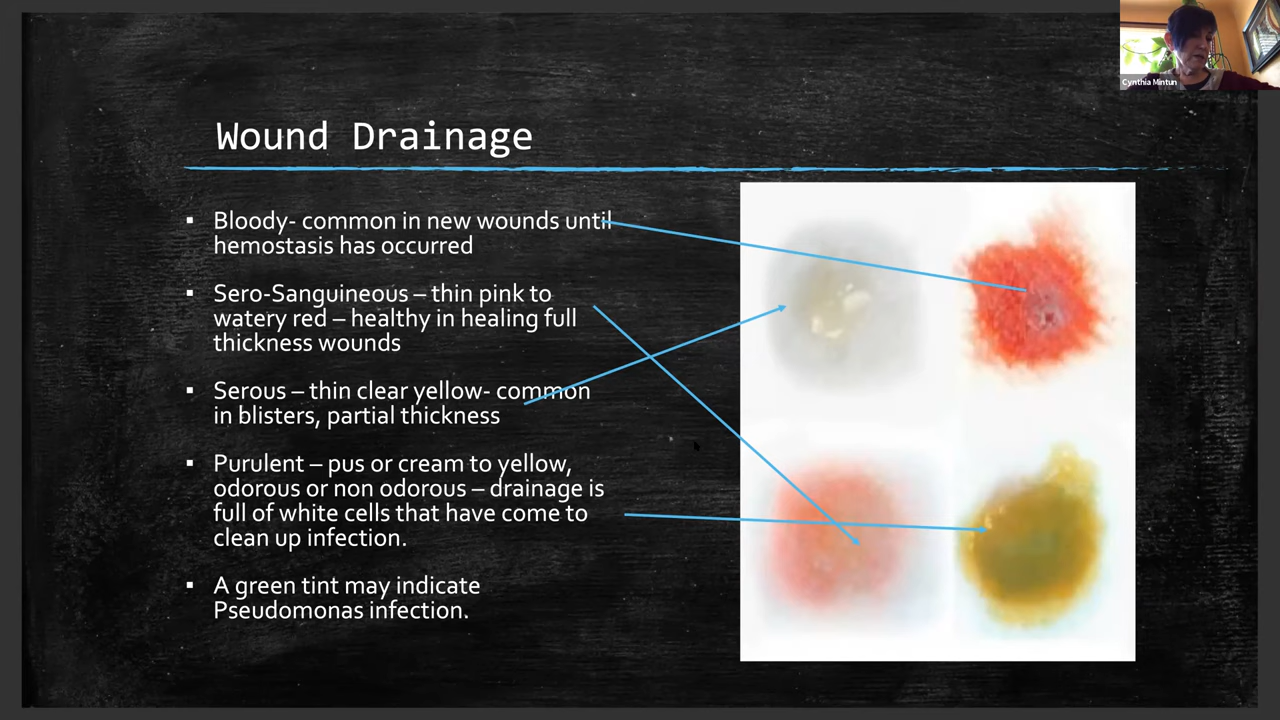 Cynthia Mintun
Wound Drainage
▪ Bloody- common in new wounds until
hemostasis has occurred
▪ Sero-Sanguineous – thin pink to
watery red – healthy in healing full
thickness wounds
▪ Serous – thin clear yellow- common
in blisters, partial thickness
▪ Purulent – pus or cream to yellow,
odorous or non odorous – drainage is
full of white cells that have come to
clean up infection.
▪ A green tint may indicate
Pseudomonas infection.